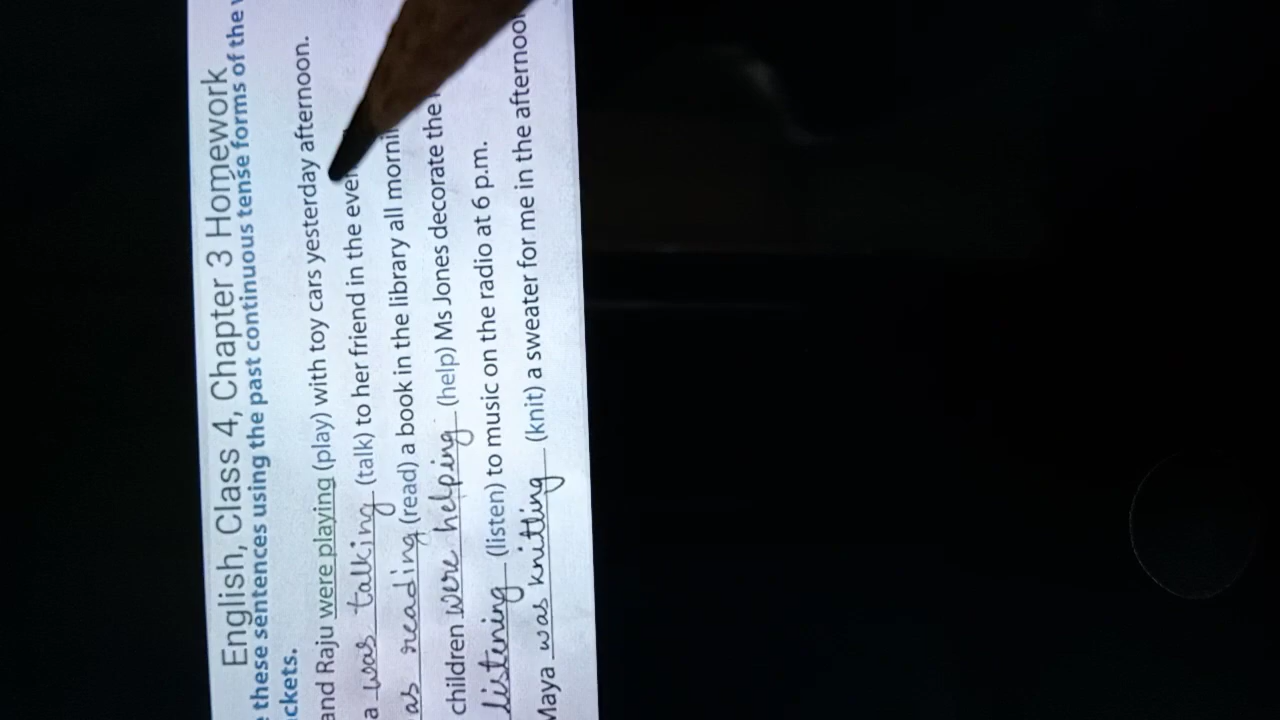 English, Class 4, Chapter 3 Homework
these sentences using the past continuous tense forms of the
ckets.
and Raju were playing (play) with toy cars yesterday afternoon.
a was talking (talk) to her friend in the
as reading (read) a book in the library all
children were helping (help) Ms Jones decorate the
listening (listen) to music on the radio at 6 p.m.
Maya was knitting (knit) a sweater for me in the